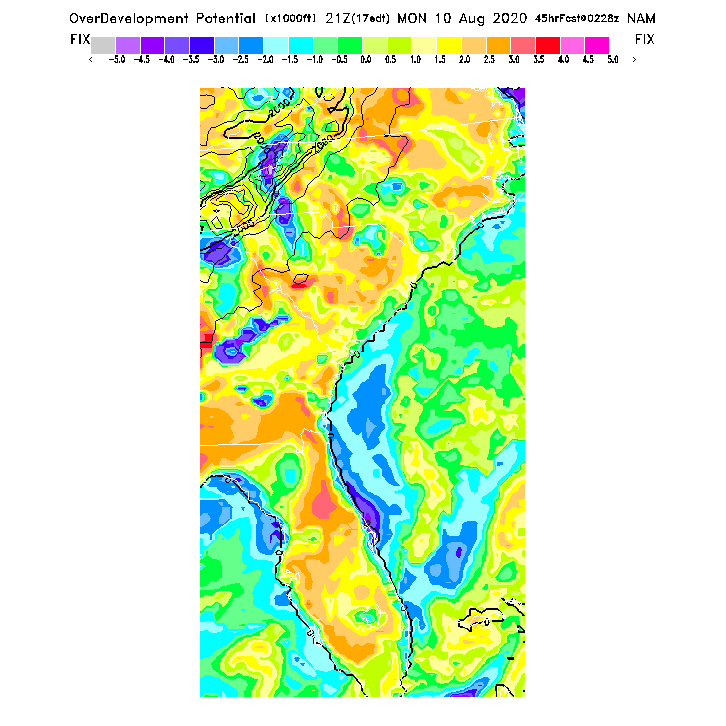 OverDevelopment Potential [x1000ft] 21Z(17edt) MON 10 Aug 2020 45hrFcst@0228z NAM
FIX FIX
< -5.0 -4.5 -4.0 -3.5 -3.0 -2.5 -2.0 -1.5 -1.0 -0.5 0.0 0.5 1.0 1.5 2.0 2.5 3.0 3.5 4.0 4.5 5.0 >
2000